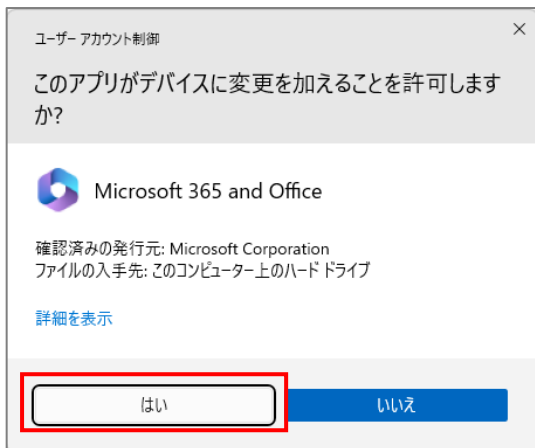 ユーザー アカウント制御
このアプリがデバイスに変更を加えることを許可します
か?
Microsoft 365 and Office
確認済みの発行元: Microsoft Corporation
ファイルの入手先: このコンピューター上のハード ドライブ
詳細を表示
はい
いいえ